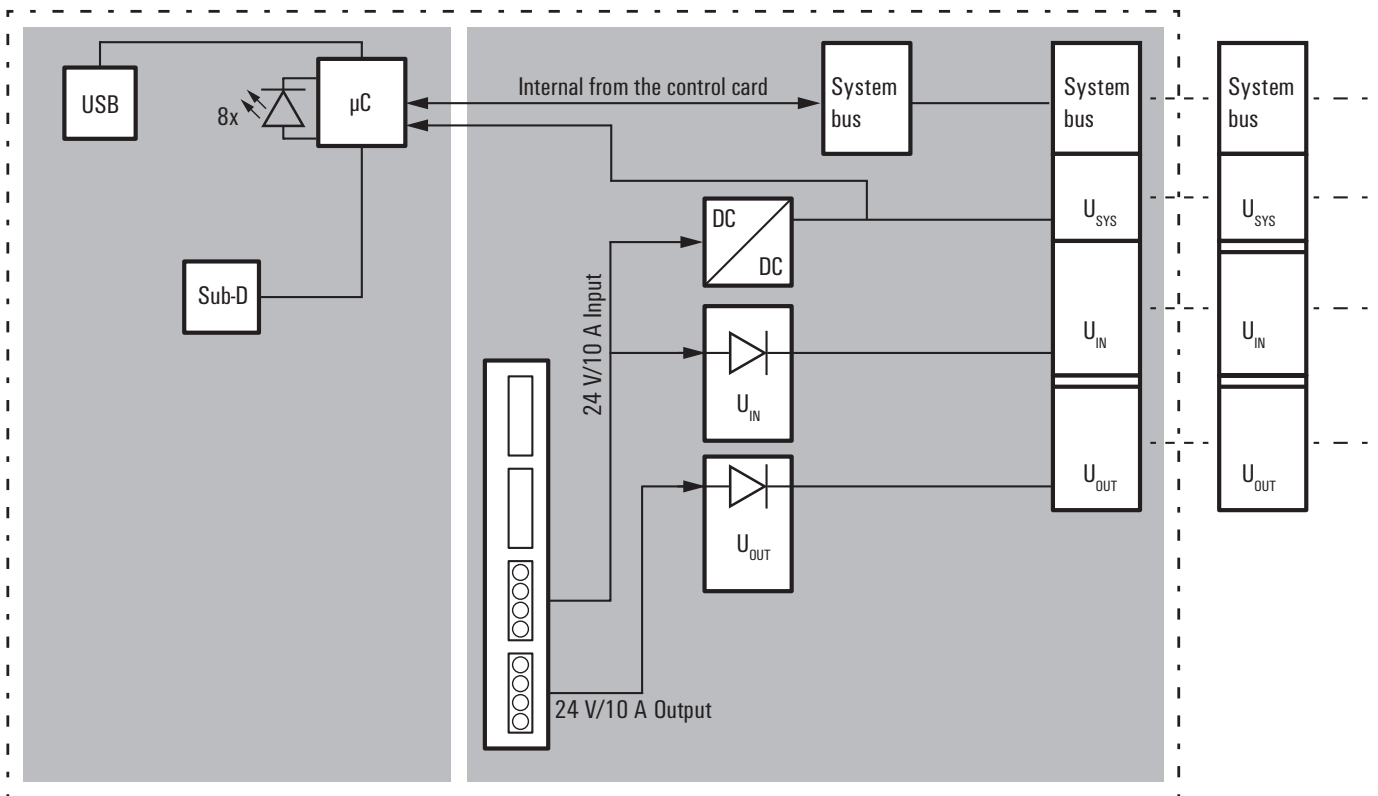 USB
8x
µC
Internal from the control card
System
bus
System
bus
System
bus
Sub-D
DC
DC
U_SYS
U_SYS
24 V/10 A Input
U_IN
U_IN
U_IN
U_OUT
U_OUT
U_OUT
24 V/10 A Output